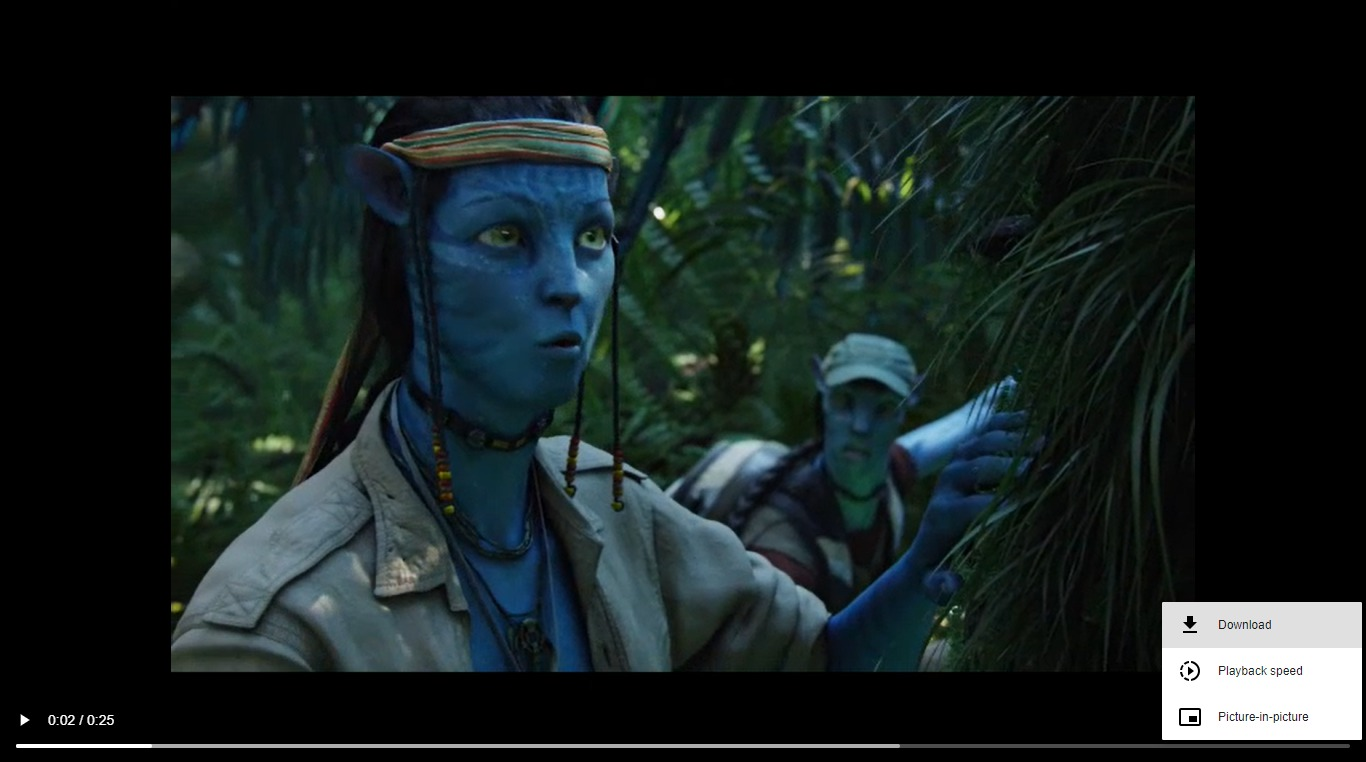 Download
Playback speed
Picture-in-picture
0:02 / 0:25